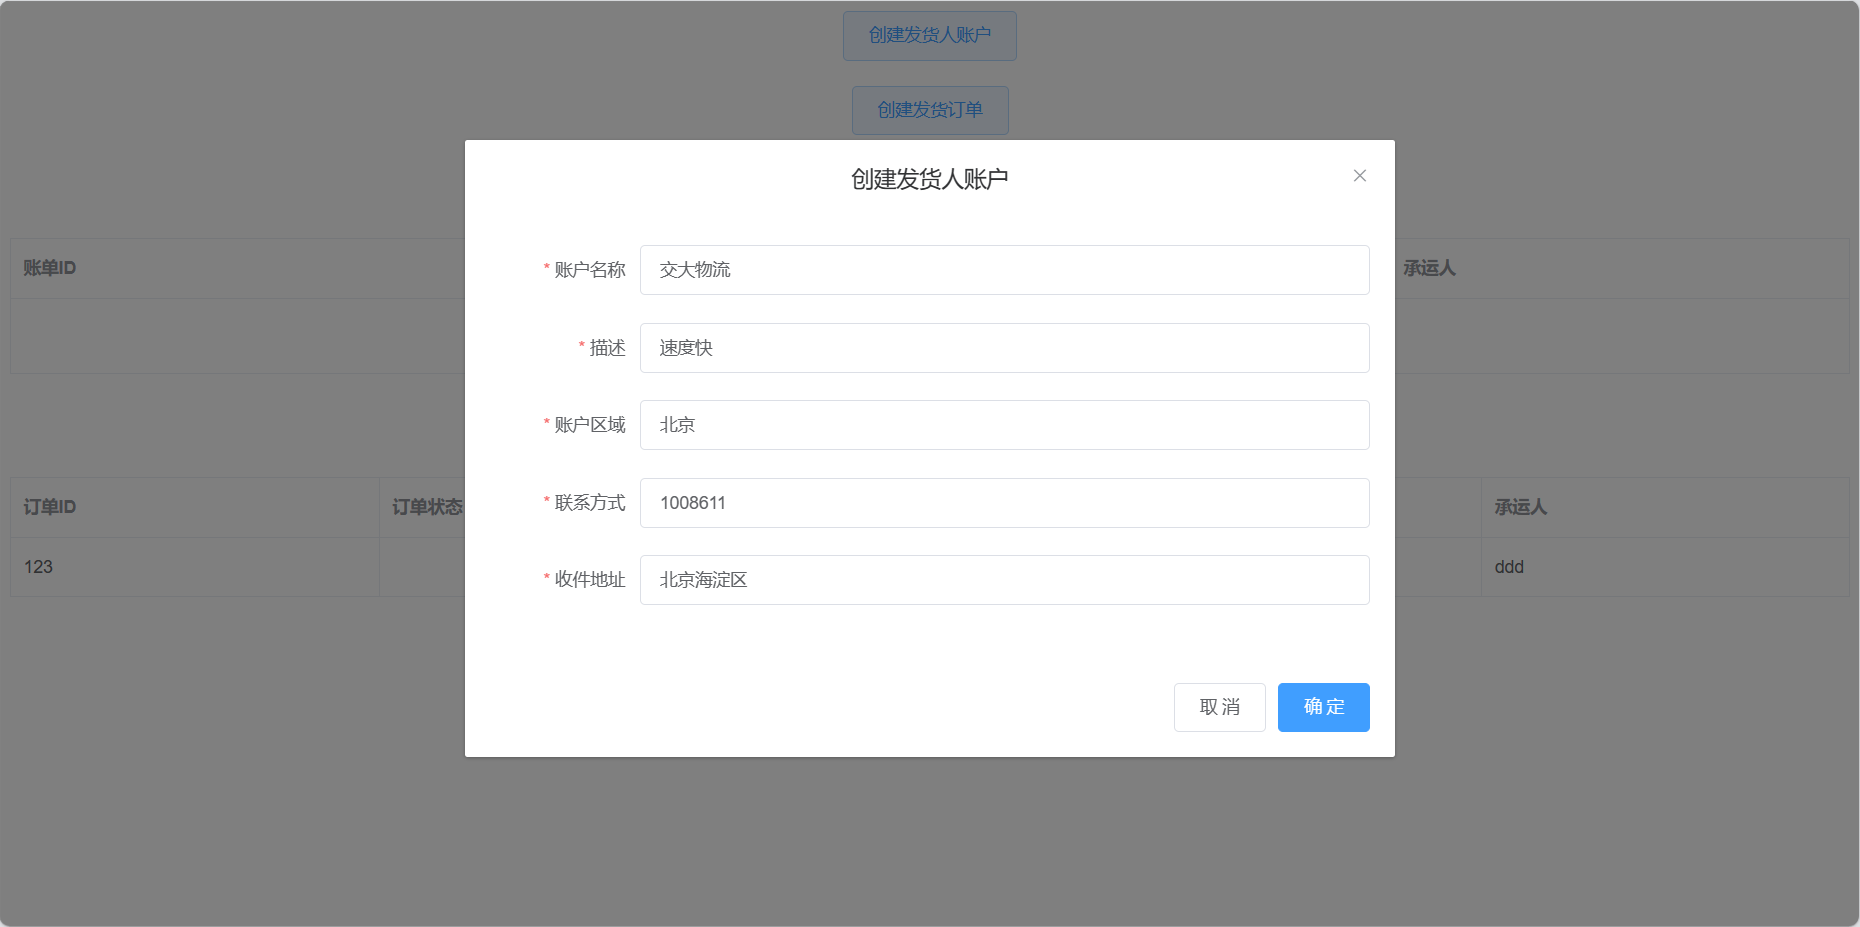 创建发货人账户
创建发货订单
创建发货人账户
* 账户名称 交大物流
* 描述 速度快
* 账户区域 北京
* 联系方式 1008611
* 收件地址 北京海淀区
取消 确定
账单ID 承运人
订单ID 订单状态 承运人
123 ddd